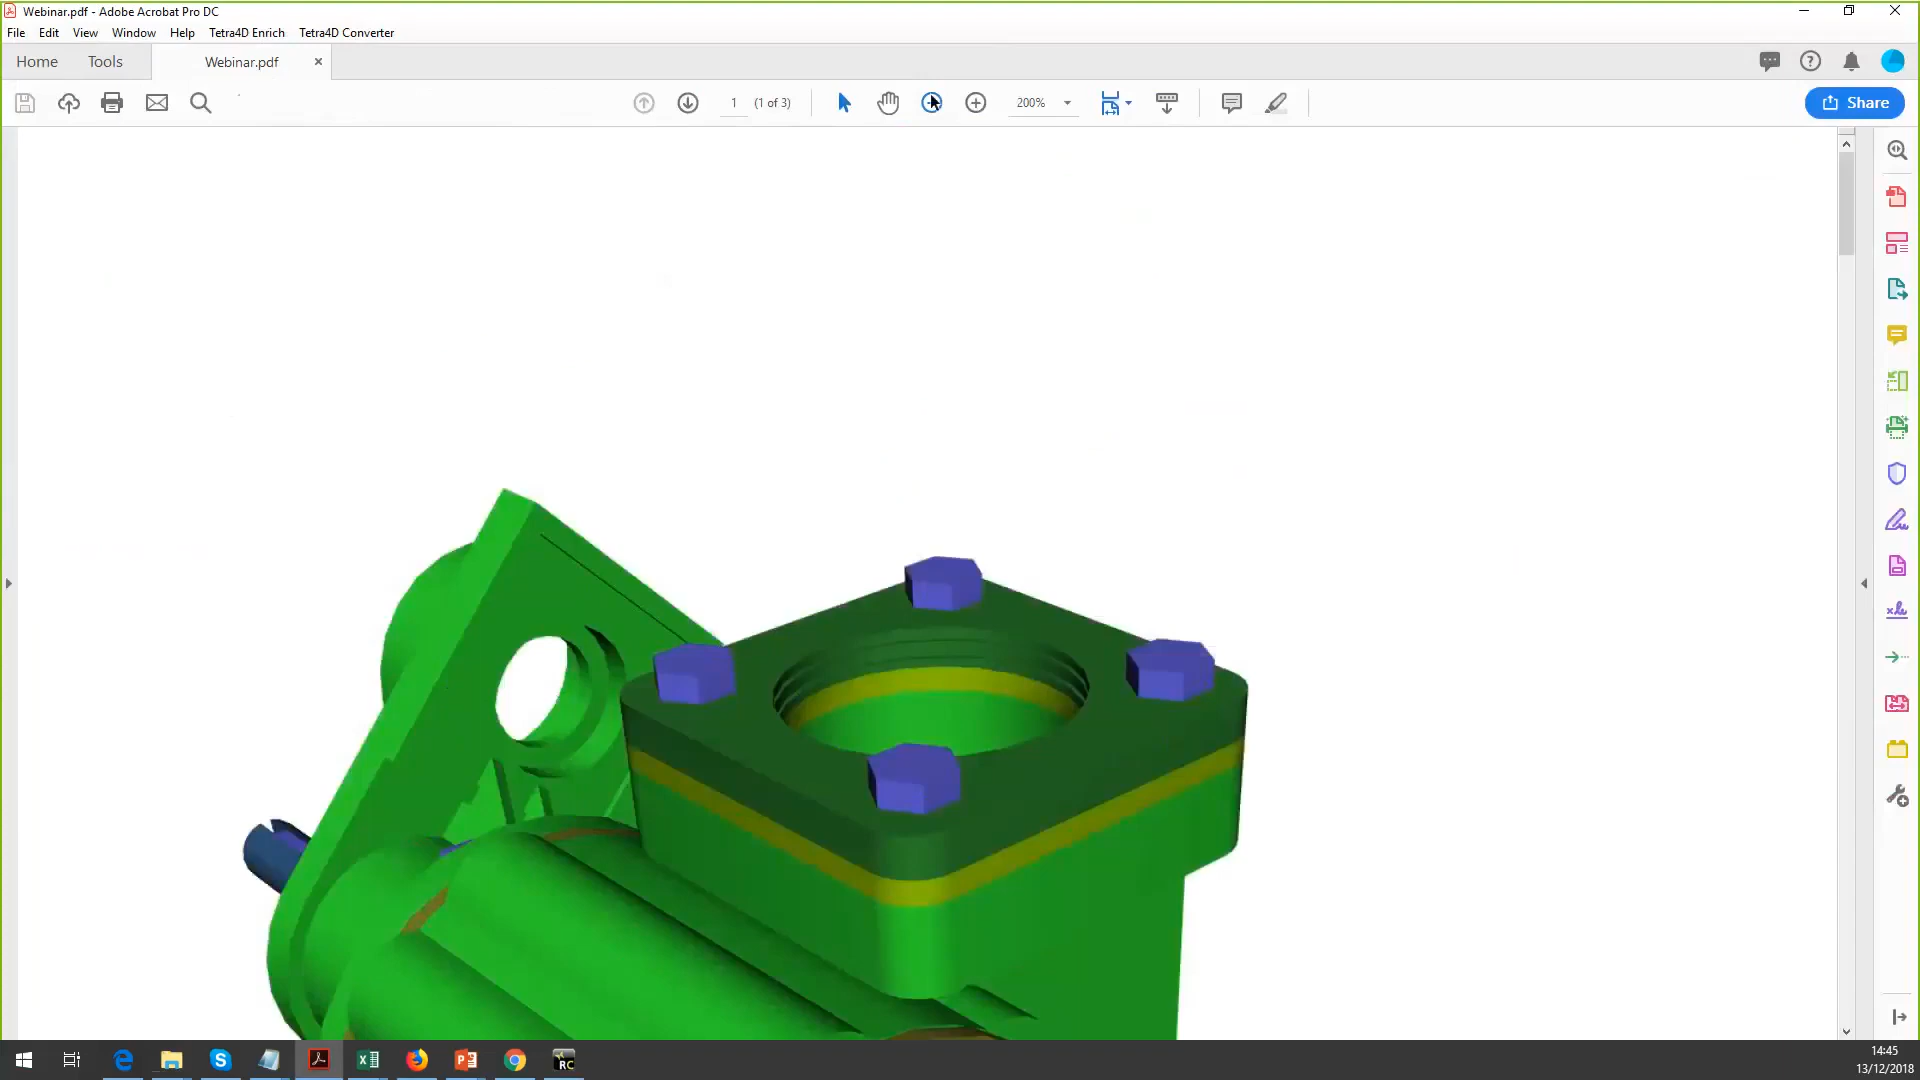 Webinar.pdf - Adobe Acrobat Pro DC
File Edit View Window Help Tetra4D Enrich Tetra4D Converter
Home Tools Webinar.pdf
1 (1 of 3) 200% Share
RC
14:45
13/12/2018